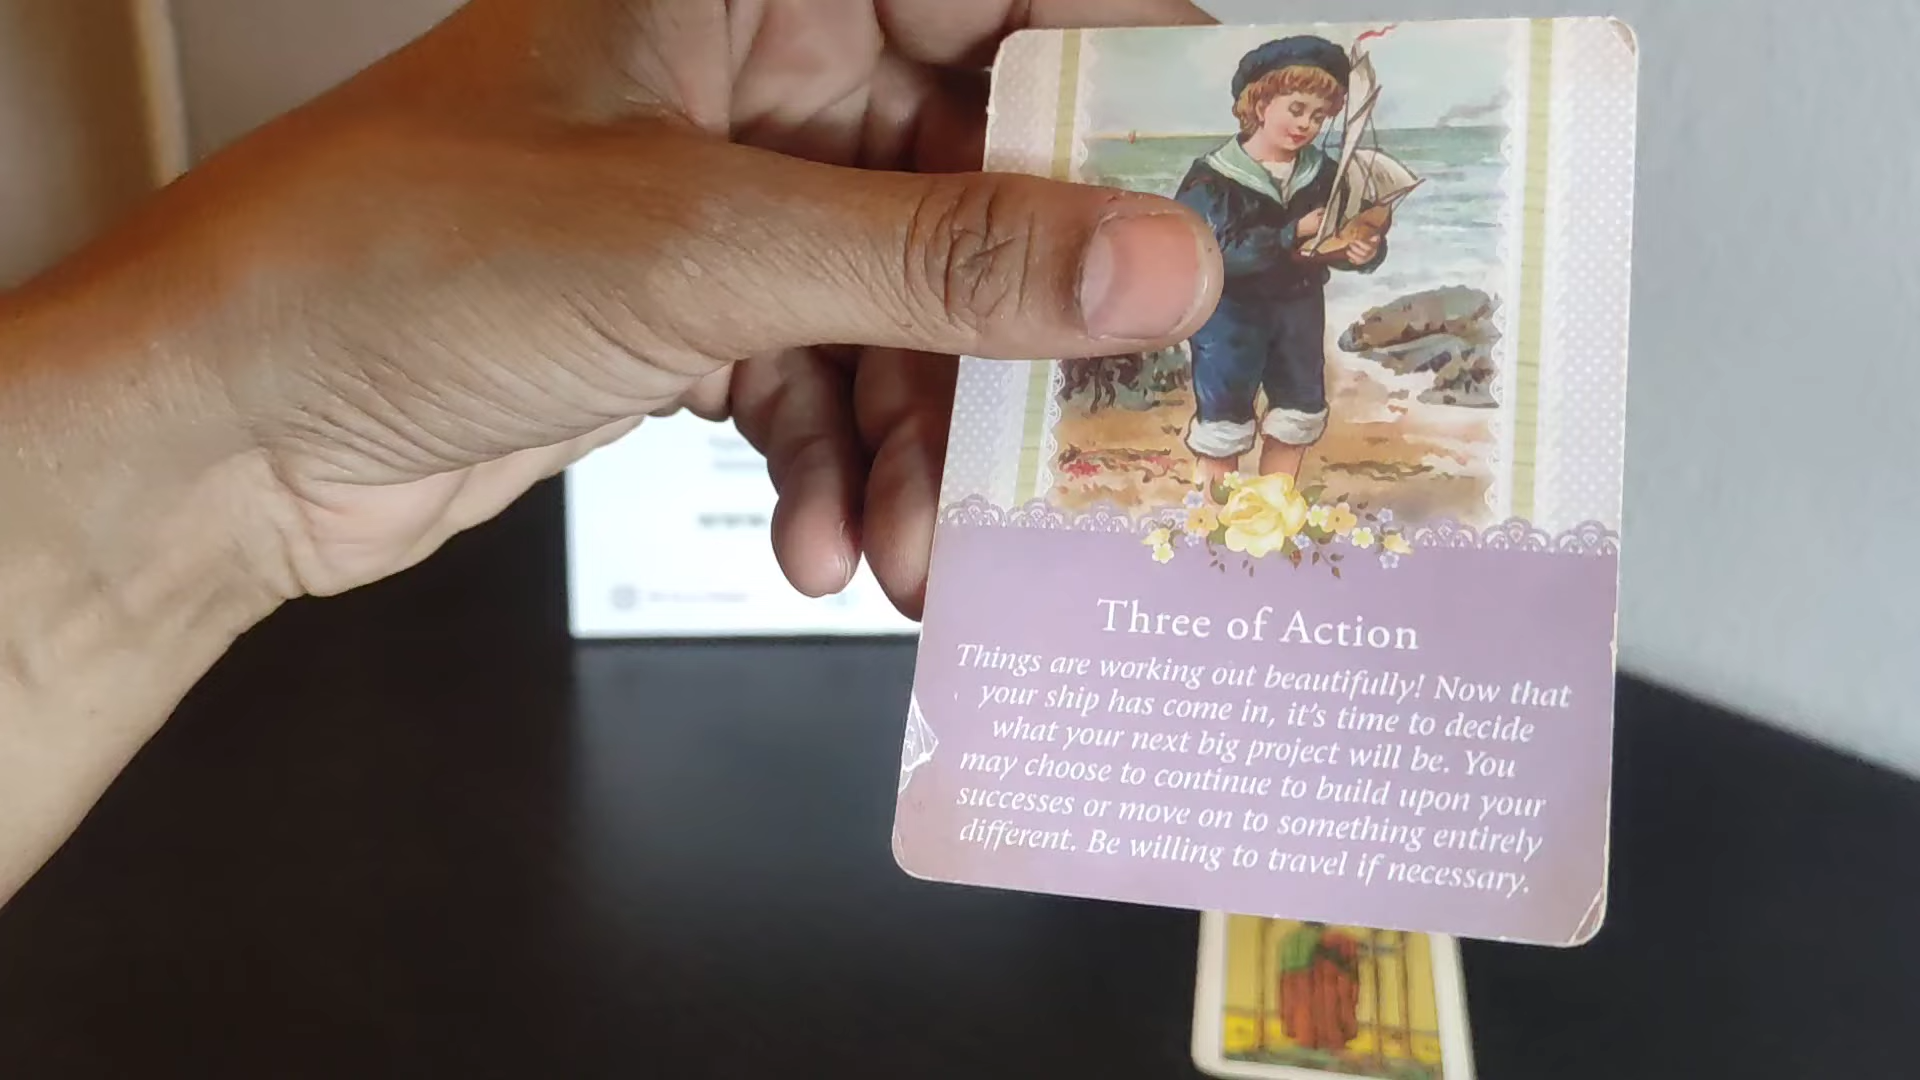 Three of Action
Things are working out beautifully! Now that
your ship has come in, it's time to decide
what your next big project will be. You
may choose to continue to build upon your
successes or move on to something entirely
different. Be willing to travel if necessary.